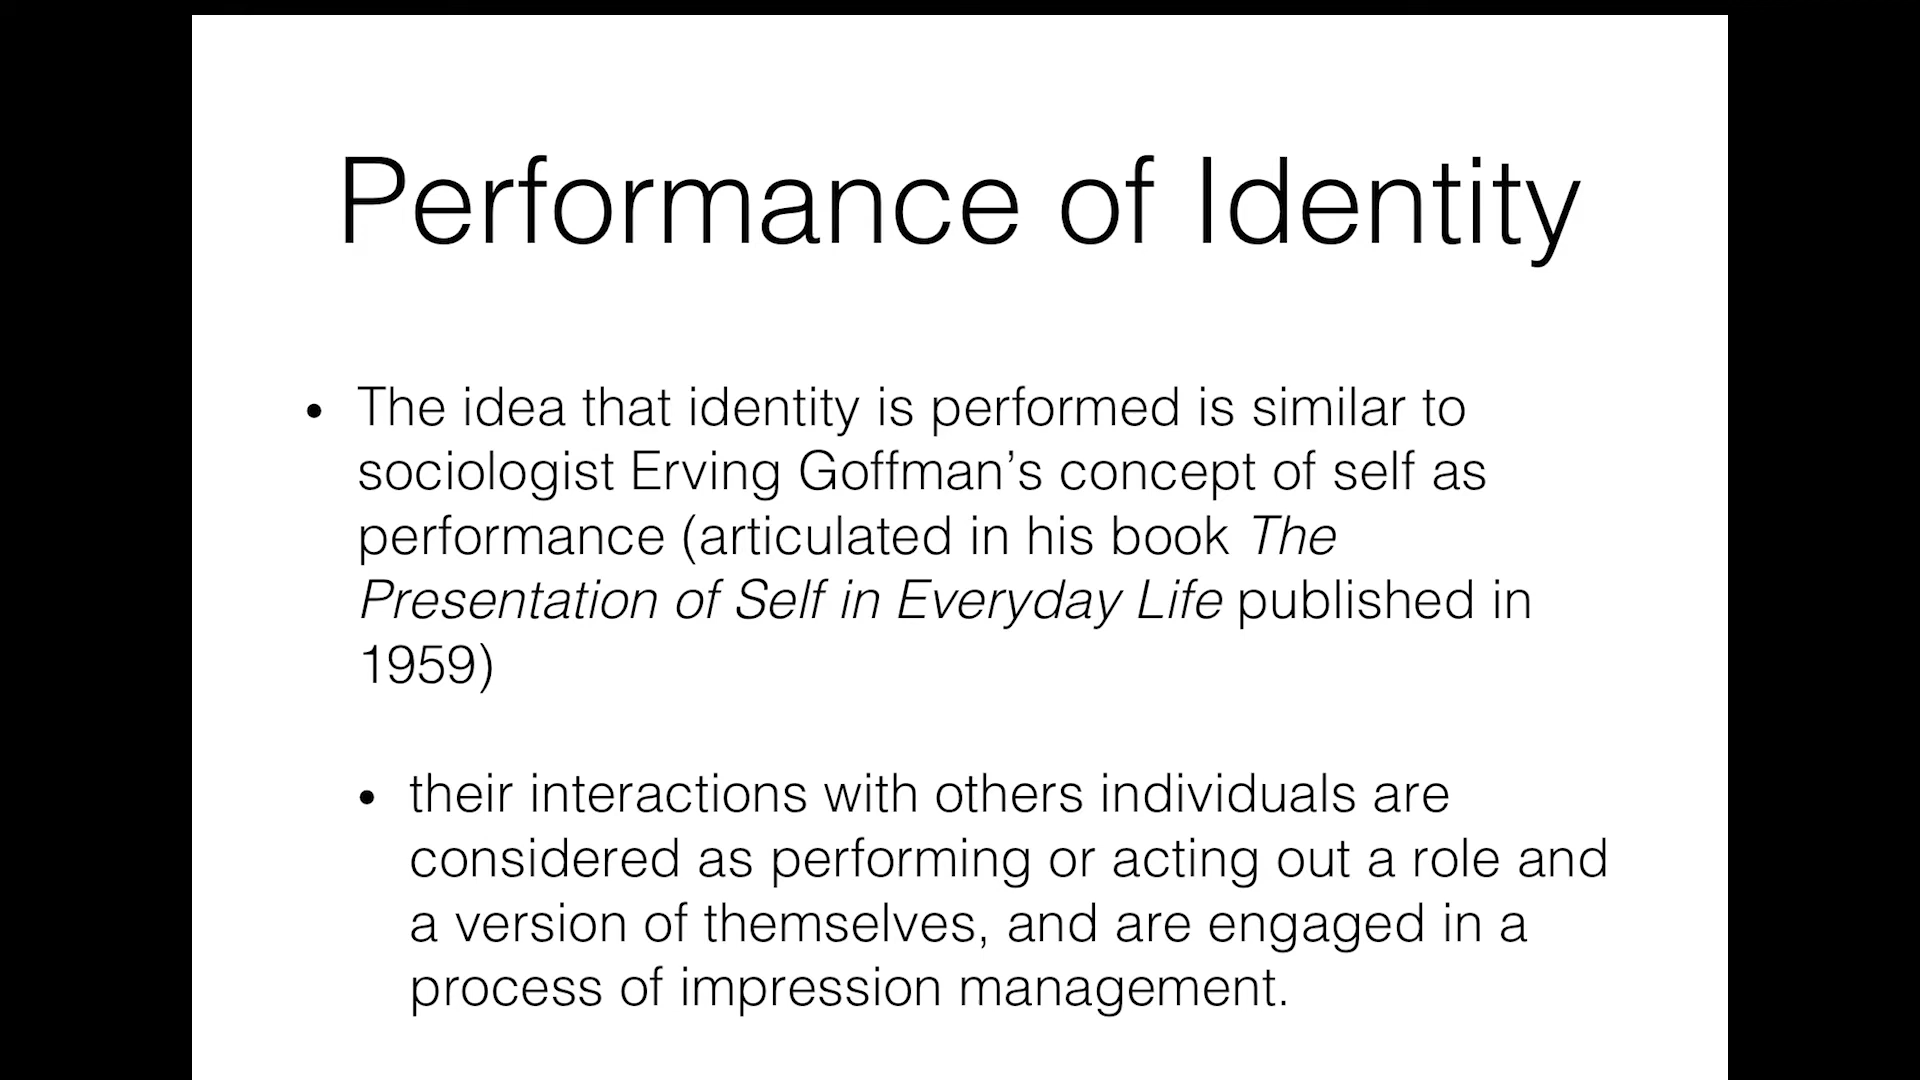 Performance of Identity
• The idea that identity is performed is similar to
sociologist Erving Goffman’s concept of self as
performance (articulated in his book The
Presentation of Self in Everyday Life published in
1959)
• their interactions with others individuals are
considered as performing or acting out a role and
a version of themselves, and are engaged in a
process of impression management.